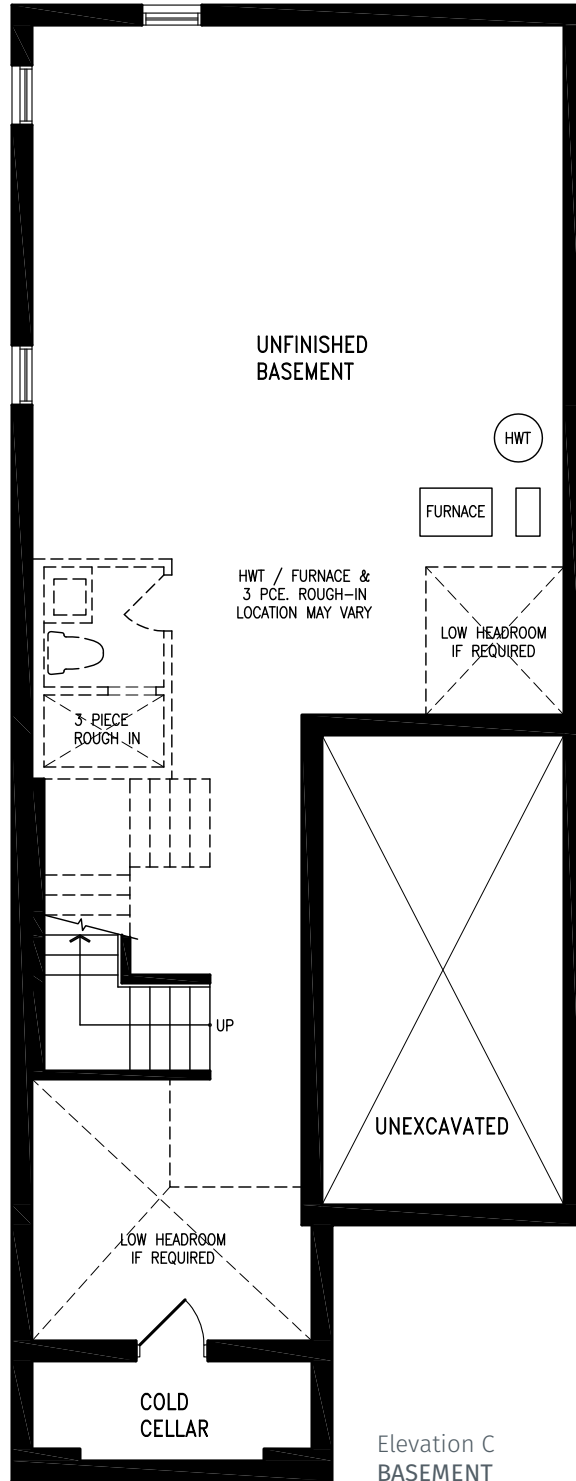 UNFINISHED
BASEMENT
HWT
FURNACE
HWT / FURNACE &
3 PCE. ROUGH-IN
LOCATION MAY VARY
LOW HEADROOM
IF REQUIRED
3 PIECE
ROUGH IN
UP
UNEXCAVATED
LOW HEADROOM
IF REQUIRED
COLD
CELLAR
Elevation C
BASEMENT